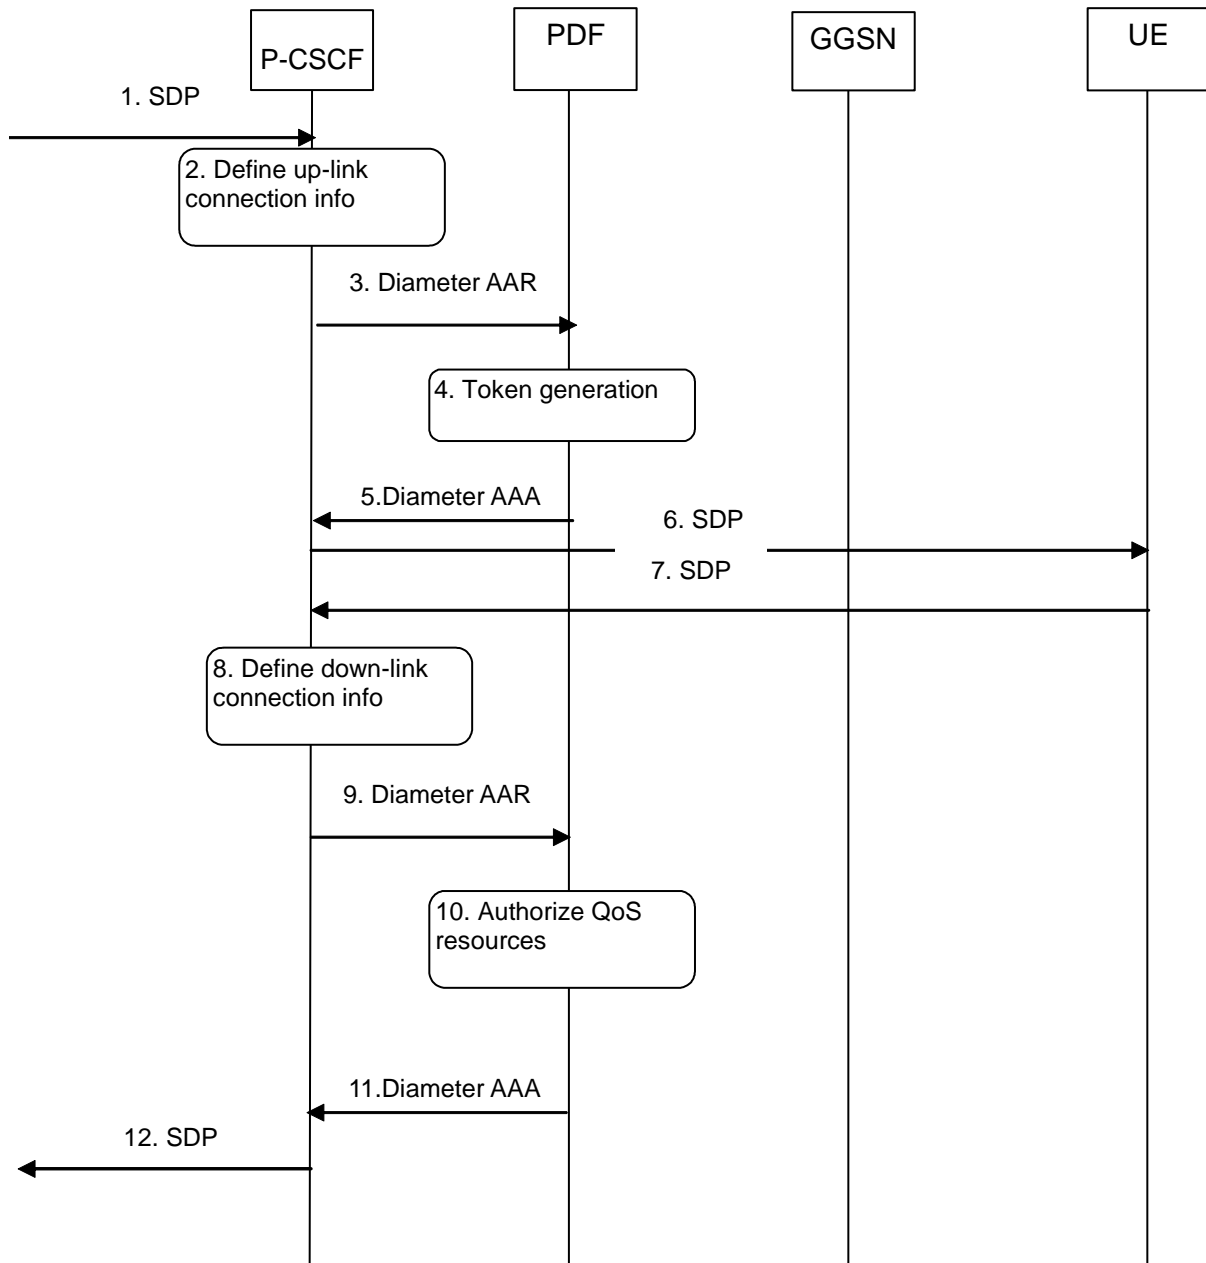 P-CSCF
PDF
GGSN
UE
1. SDP
2. Define up-link
connection info
3. Diameter AAR
4. Token generation
5.Diameter AAA
6. SDP
7. SDP
8. Define down-link
connection info
9. Diameter AAR
10. Authorize QoS
resources
11.Diameter AAA
12. SDP